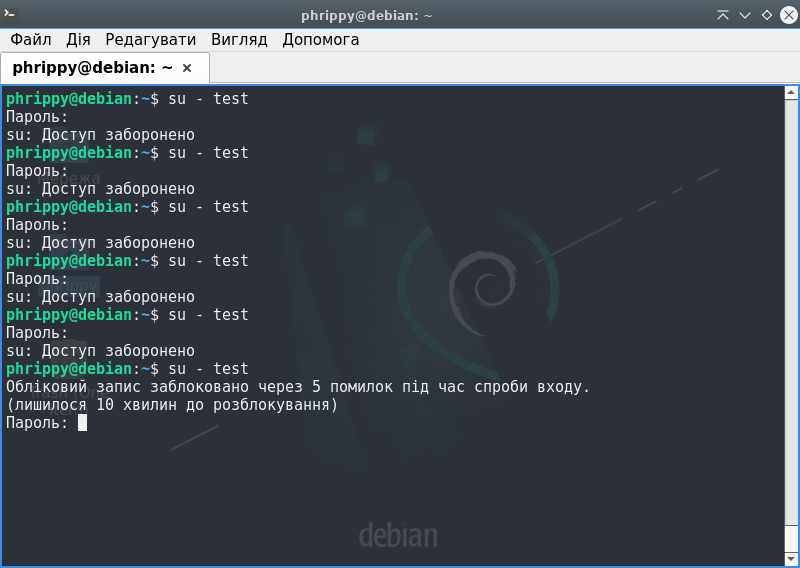 phrippy@debian: ~
Файл Дія Редагувати Вигляд Допомога
phrippy@debian: ~ ×
phrippy@debian:~$ su - test
Пароль:
su: Доступ заборонено
phrippy@debian:~$ su - test
Пароль:
su: Доступ заборонено
phrippy@debian:~$ su - test
Пароль:
su: Доступ заборонено
phrippy@debian:~$ su - test
Пароль:
su: Доступ заборонено
phrippy@debian:~$ su - test
Пароль:
su: Доступ заборонено
phrippy@debian:~$ su - test
Обліковий запис заблоковано через 5 помилок під час спроби входу.
(лишилося 10 хвилин до розблокування)
Пароль:
Мережа
debian